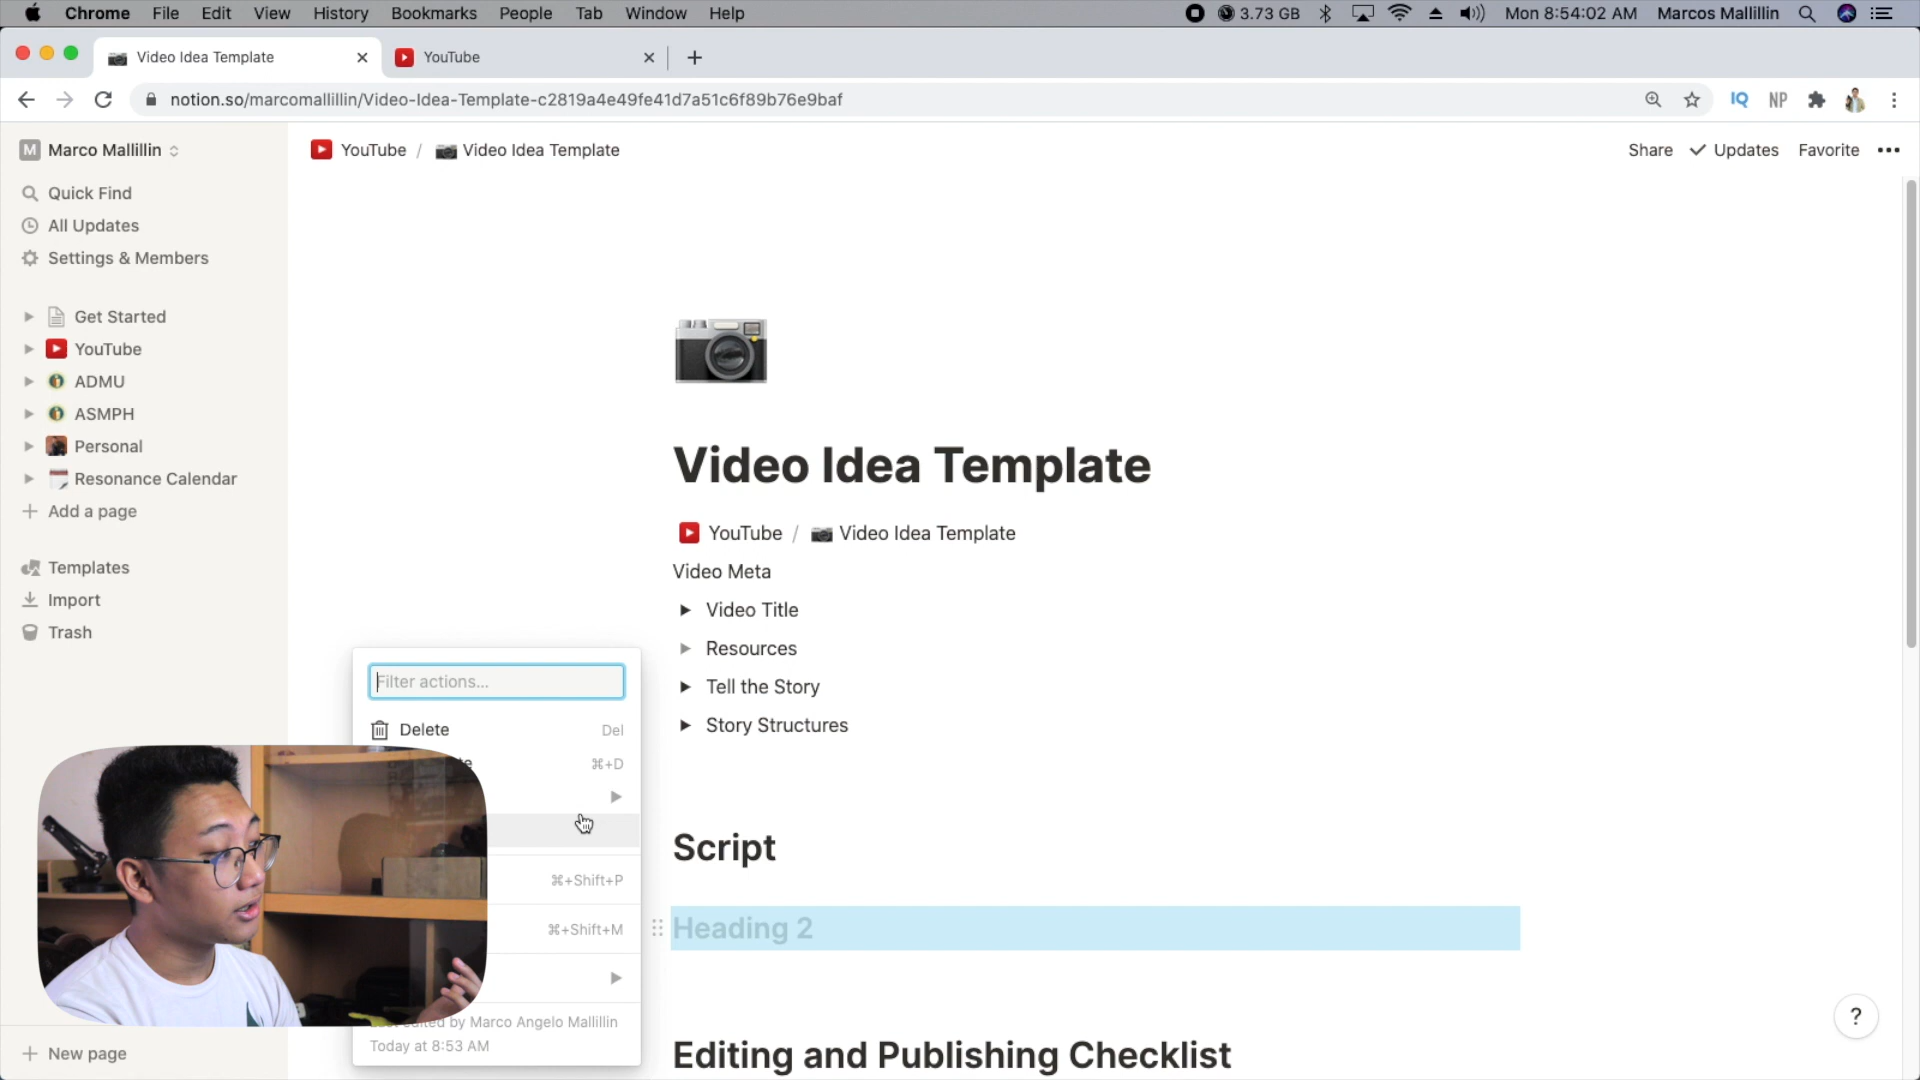 Chrome File Edit View History Bookmarks People Tab Window Help 3.73 GB Mon 8:54:02 AM Marcos Mallillin
Video Idea Template
YouTube
notion.so/marcomallillin/Video-Idea-Template-c2819a4e49fe41d7a51c6f89b76e9baf
IQ NP
M Marco Mallillin
YouTube / Video Idea Template
Share Updates Favorite
Quick Find
All Updates
Settings & Members
Get Started
YouTube
ADMU
ASMPH
Personal
Resonance Calendar
Add a page
Templates
Import
Trash
New page
Video Idea Template
YouTube / Video Idea Template
Video Meta
Video Title
Resources
Tell the Story
Story Structures
Filter actions...
Delete Del
⌘+D
⌘+Shift+P
⌘+Shift+M
edited by Marco Angelo Mallillin
Today at 8:53 AM
Script
Heading 2
Editing and Publishing Checklist
?